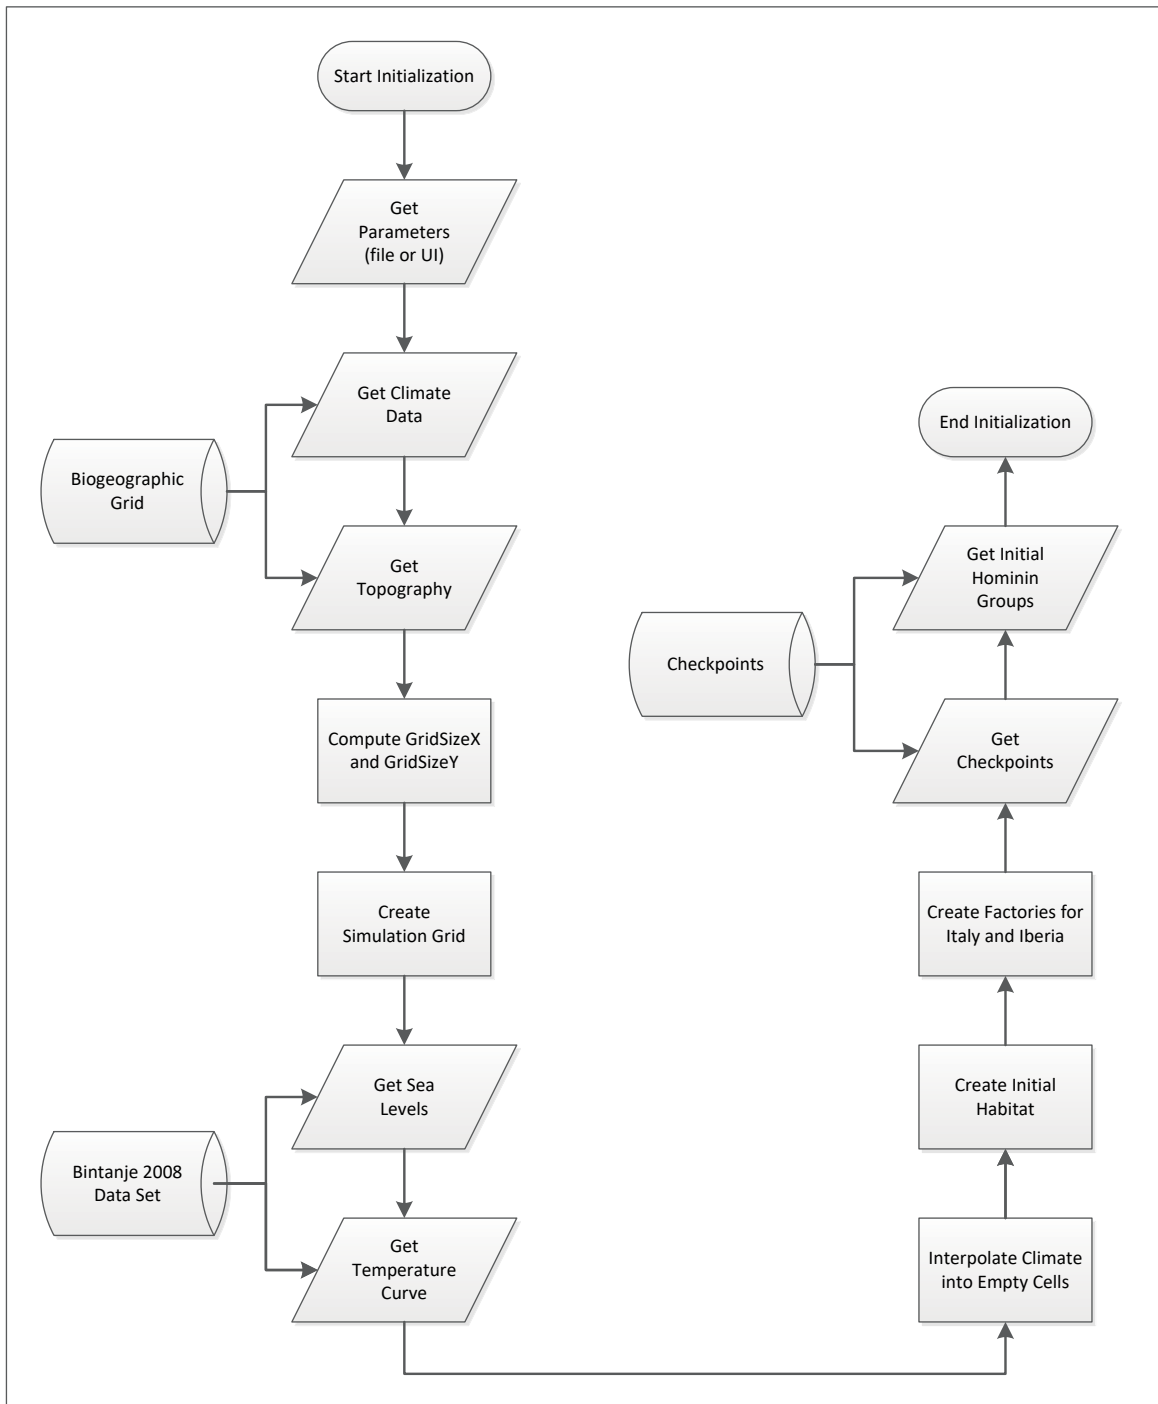 Start Initialization
Get
Parameters
(file or UI)
Get Climate
Data
Biogeographic
Grid
Get
Topography
Compute GridSizeX
and GridSizeY
Create
Simulation Grid
Get Sea
Levels
Bintanje 2008
Data Set
Get
Temperature
Curve
Interpolate Climate
into Empty Cells
Create Initial
Habitat
Create Factories for
Italy and Iberia
Get
Checkpoints
Checkpoints
Get Initial
Hominin
Groups
End Initialization